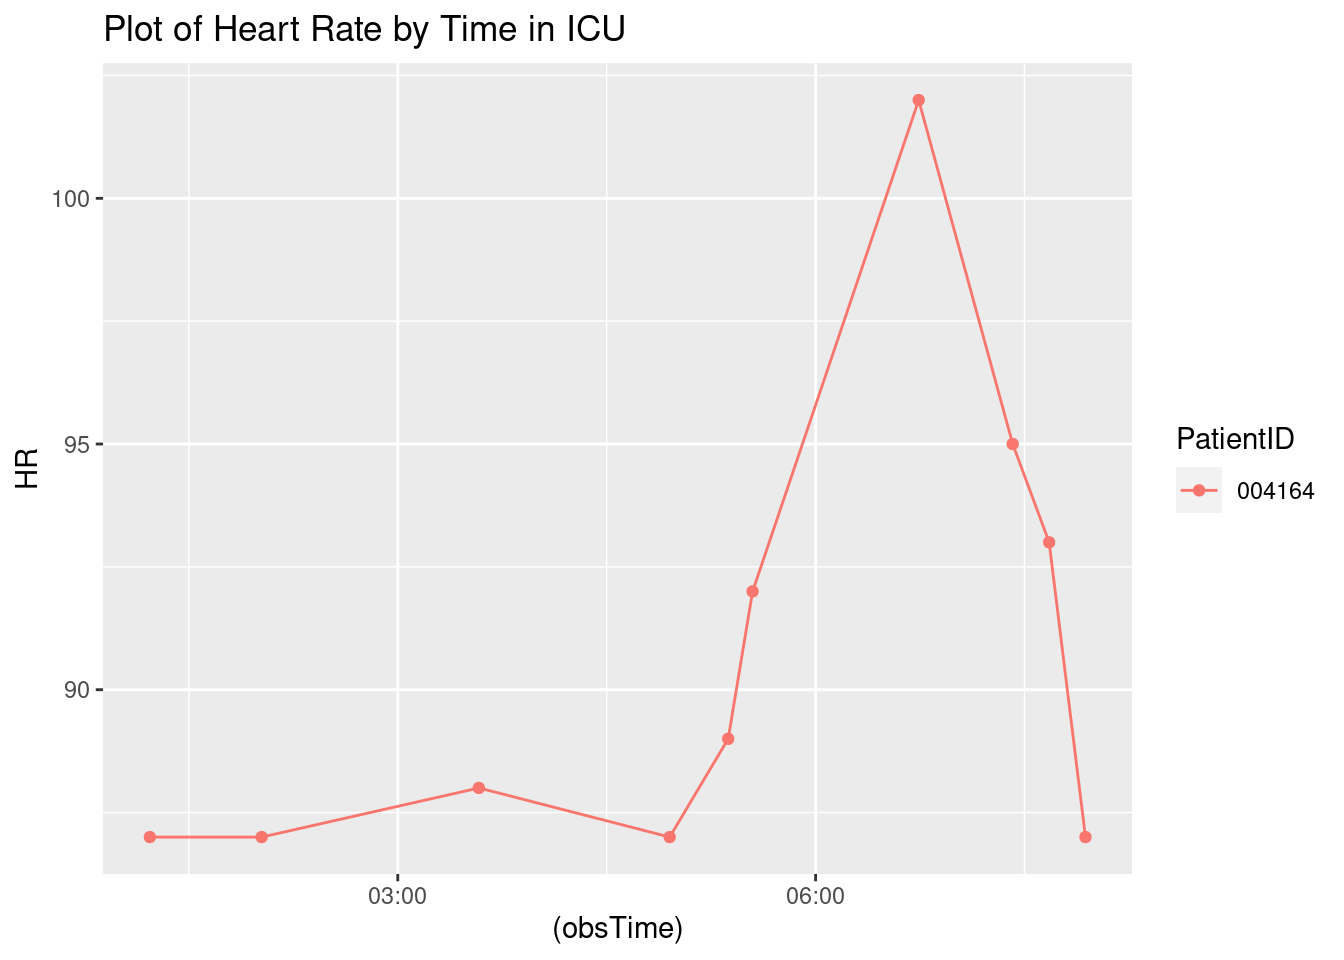 Plot of Heart Rate by Time in ICU
100
95
90
HR
03:00
06:00
(obsTime)
PatientID
004164